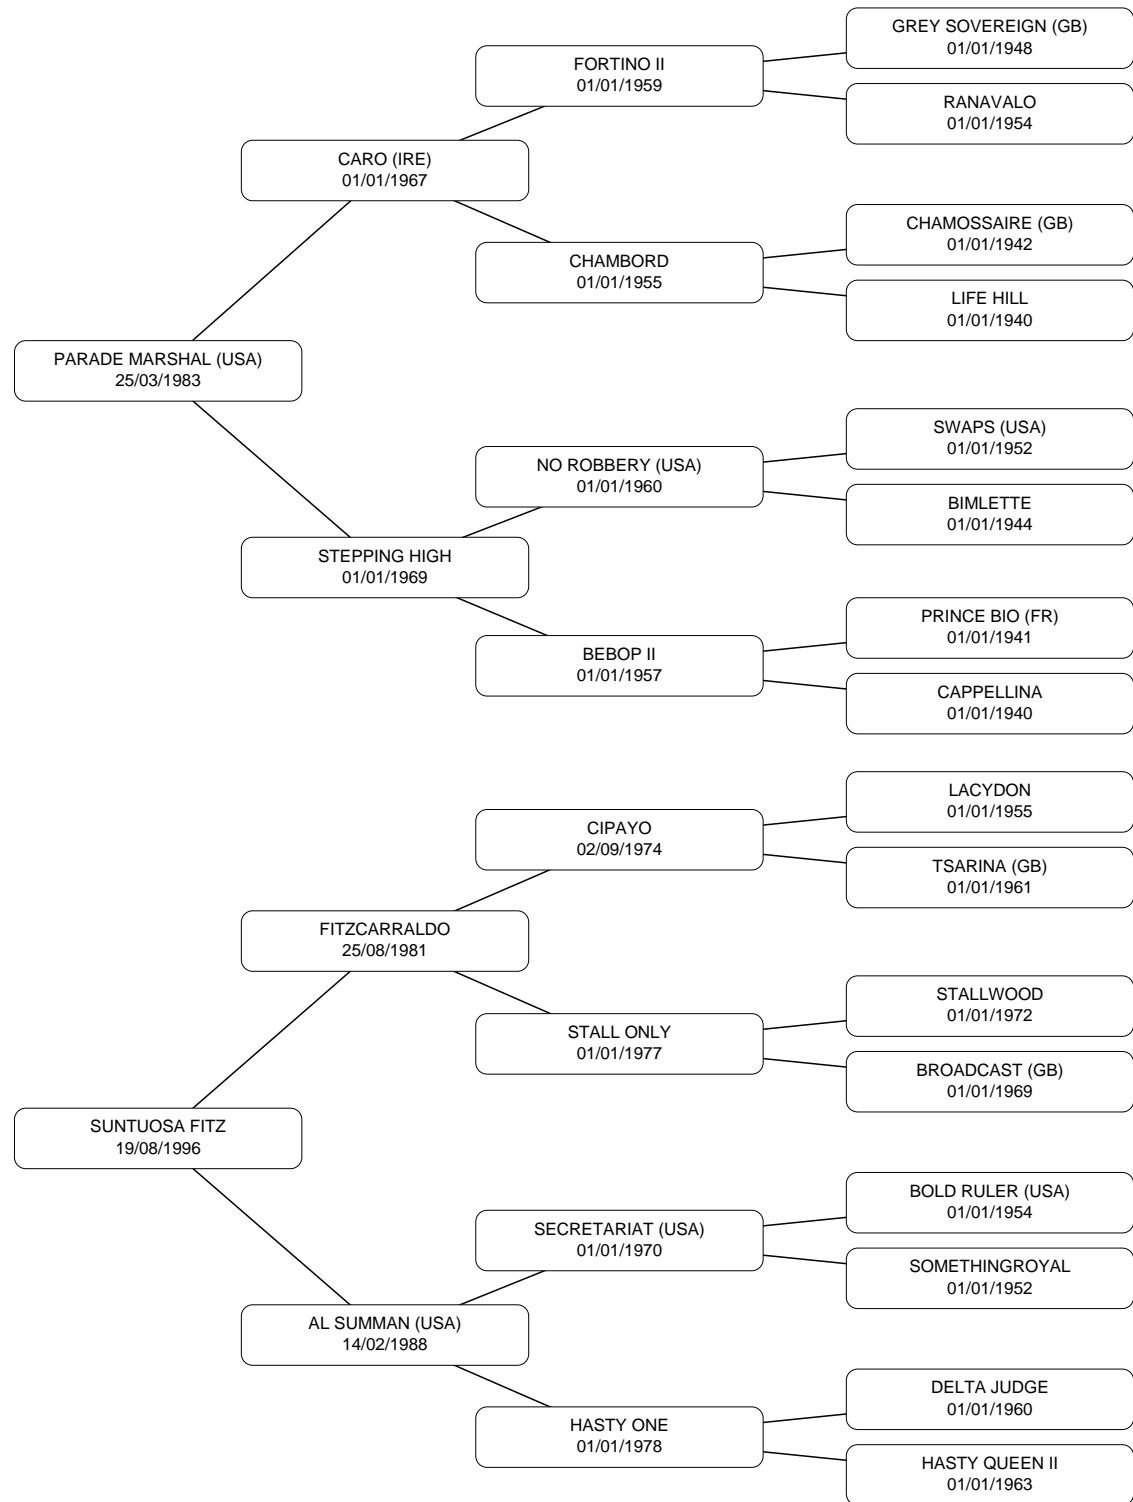 GREY SOVEREIGN (GB)
01/01/1948
FORTINO II
01/01/1959
RANAVALO
01/01/1954
CARO (IRE)
01/01/1967
CHAMOSSAIRE (GB)
01/01/1942
CHAMBORD
01/01/1955
LIFE HILL
01/01/1940
PARADE MARSHAL (USA)
25/03/1983
SWAPS (USA)
01/01/1952
NO ROBBERY (USA)
01/01/1960
BIMLETTE
01/01/1944
STEPPING HIGH
01/01/1969
PRINCE BIO (FR)
01/01/1941
BEBOP II
01/01/1957
CAPPELLINA
01/01/1940
LACYDON
01/01/1955
CIPAYO
02/09/1974
TSARINA (GB)
01/01/1961
FITZCARRALDO
25/08/1981
STALLWOOD
01/01/1972
STALL ONLY
01/01/1977
BROADCAST (GB)
01/01/1969
SUNTUOSA FITZ
19/08/1996
BOLD RULER (USA)
01/01/1954
SECRETARIAT (USA)
01/01/1970
SOMETHINGROYAL
01/01/1952
AL SUMMAN (USA)
14/02/1988
DELTA JUDGE
01/01/1960
HASTY ONE
01/01/1978
HASTY QUEEN II
01/01/1963